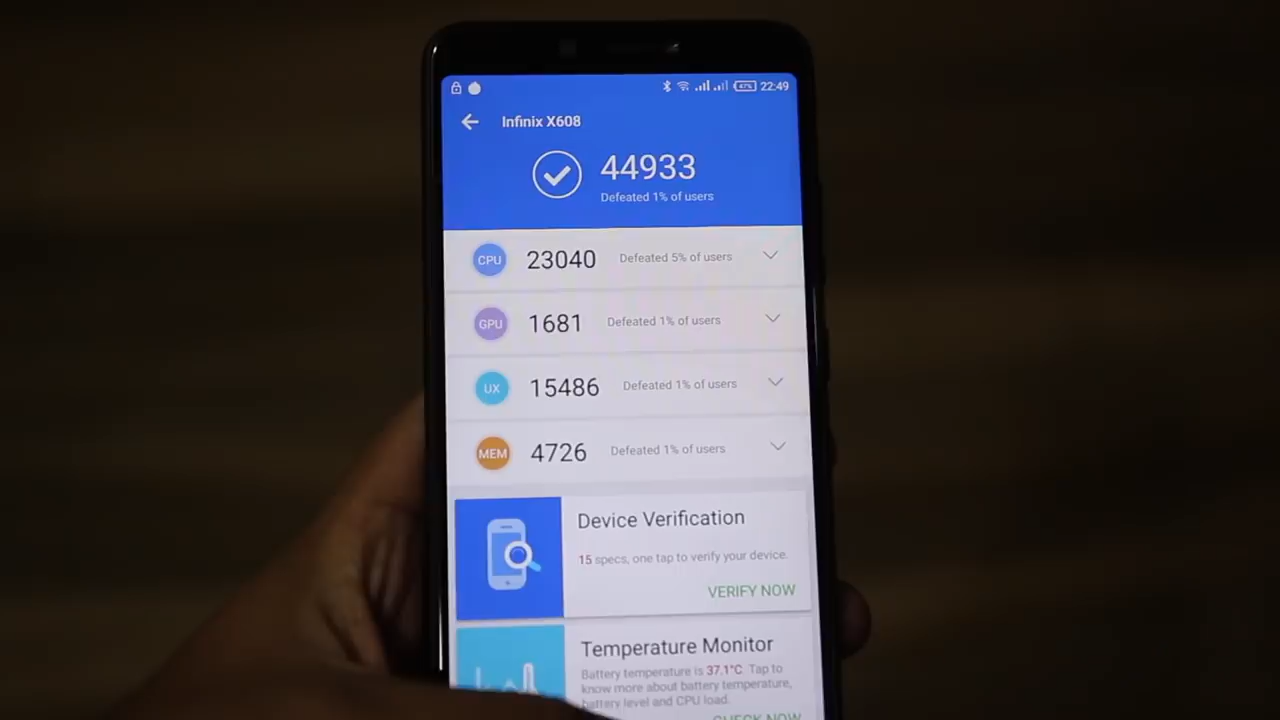 67% 22:49
Infinix X608
44933
Defeated 1% of users
CPU 23040 Defeated 5% of users
GPU 1681 Defeated 1% of users
UX 15486 Defeated 1% of users
MEM 4726 Defeated 1% of users
Device Verification
15 specs, one tap to verify your device.
VERIFY NOW
Temperature Monitor
Battery temperature is 37.1°C. Tap to
know more about battery temperature,
battery level and CPU load.
CHECK NOW